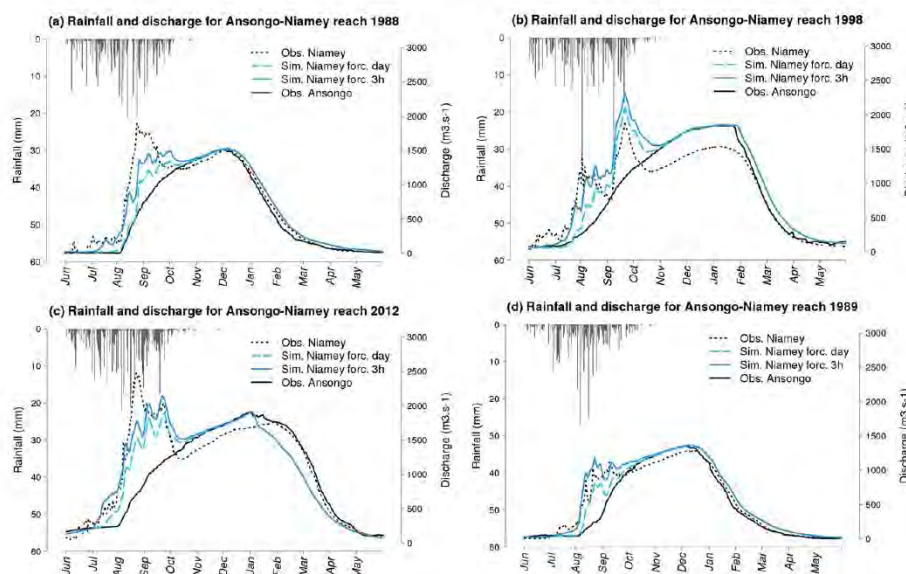 (a) Rainfall and discharge for Ansongo-Niamey reach 1988
0
10
20
30
40
50
60
Rainfall (mm)
3000
2500
2000
1500
1000
500
0
Discharge (m3.s-1)
Obs. Niamey
Sim. Niamey forc. day
Sim. Niamey forc. 3h
Obs. Ansongo
Jun Jul Aug Sep Oct Nov Dec Jan Feb Mar Apr May
(b) Rainfall and discharge for Ansongo-Niamey reach 1998
0
10
20
30
40
50
60
Rainfall (mm)
3000
2500
2000
1500
1000
500
0
Obs. Niamey
Sim. Niamey forc. day
Sim. Niamey forc. 3h
Obs. Ansongo
Jun Jul Aug Sep Oct Nov Dec Jan Feb Mar Apr May
(c) Rainfall and discharge for Ansongo-Niamey reach 2012
0
10
20
30
40
50
60
Rainfall (mm)
3000
2500
2000
1500
1000
500
0
Discharge (m3.s-1)
Obs. Niamey
Sim. Niamey forc. day
Sim. Niamey forc. 3h
Obs. Ansongo
Jun Jul Aug Sep Oct Nov Dec Jan Feb Mar Apr May
(d) Rainfall and discharge for Ansongo-Niamey reach 1989
0
10
20
30
40
50
60
Rainfall (mm)
3000
2500
2000
1500
1000
500
0
Discharge (m3.s-1)
Obs. Niamey
Sim. Niamey forc. day
Sim. Niamey forc. 3h
Obs. Ansongo
Jun Jul Aug Sep Oct Nov Dec Jan Feb Mar Apr May